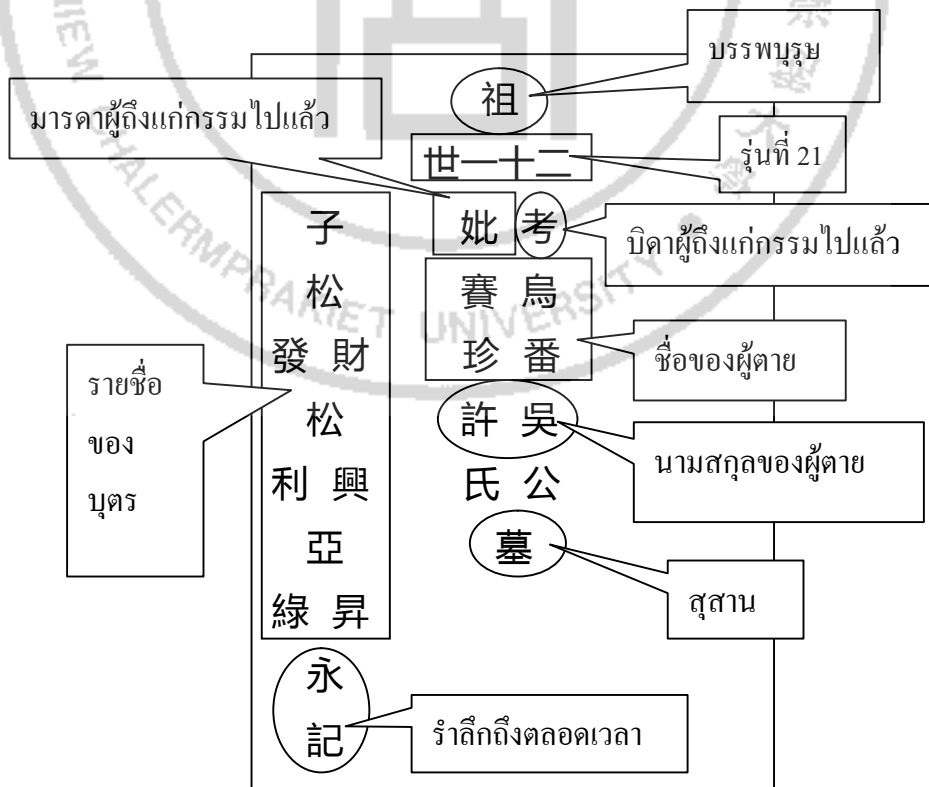 บรรพบุรุษ
祖
มารดาผู้ถึงแก่กรรมไปแล้ว
世一十二
รุ่นที่ 21
妣 考
บิดาผู้ถึงแก่กรรมไปแล้ว
賽 烏
珍 番
ชื่อของผู้ตาย
許 吳
นามสกุลของผู้ตาย
氏 公
墓
สุสาน
子
松
發 財
松
利 興
亞
綠 昇
รายชื่อ
ของ
บุตร
永
記
รำลึกถึงตลอดเวลา
CHALERMPRAKIET UNIVERSITY